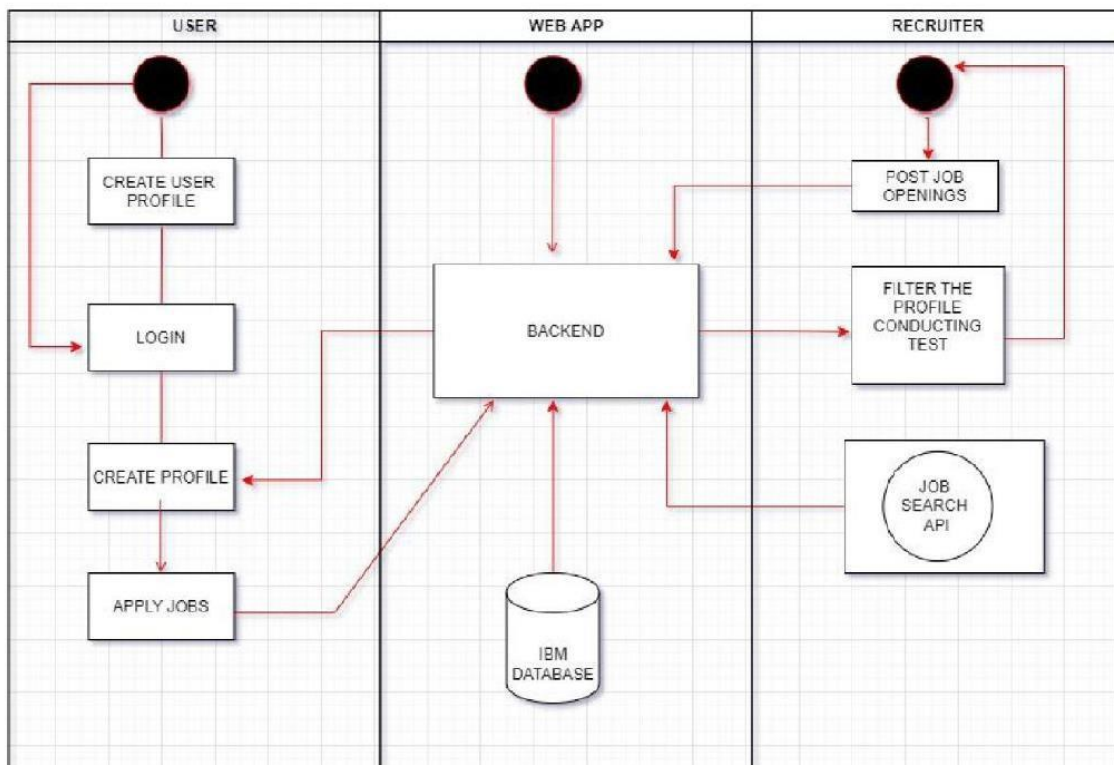 USER
WEB APP
RECRUITER
CREATE USER
PROFILE
LOGIN
CREATE PROFILE
APPLY JOBS
BACKEND
IBM
DATABASE
POST JOB
OPENINGS
FILTER THE
PROFILE
CONDUCTING
TEST
JOB
SEARCH
API